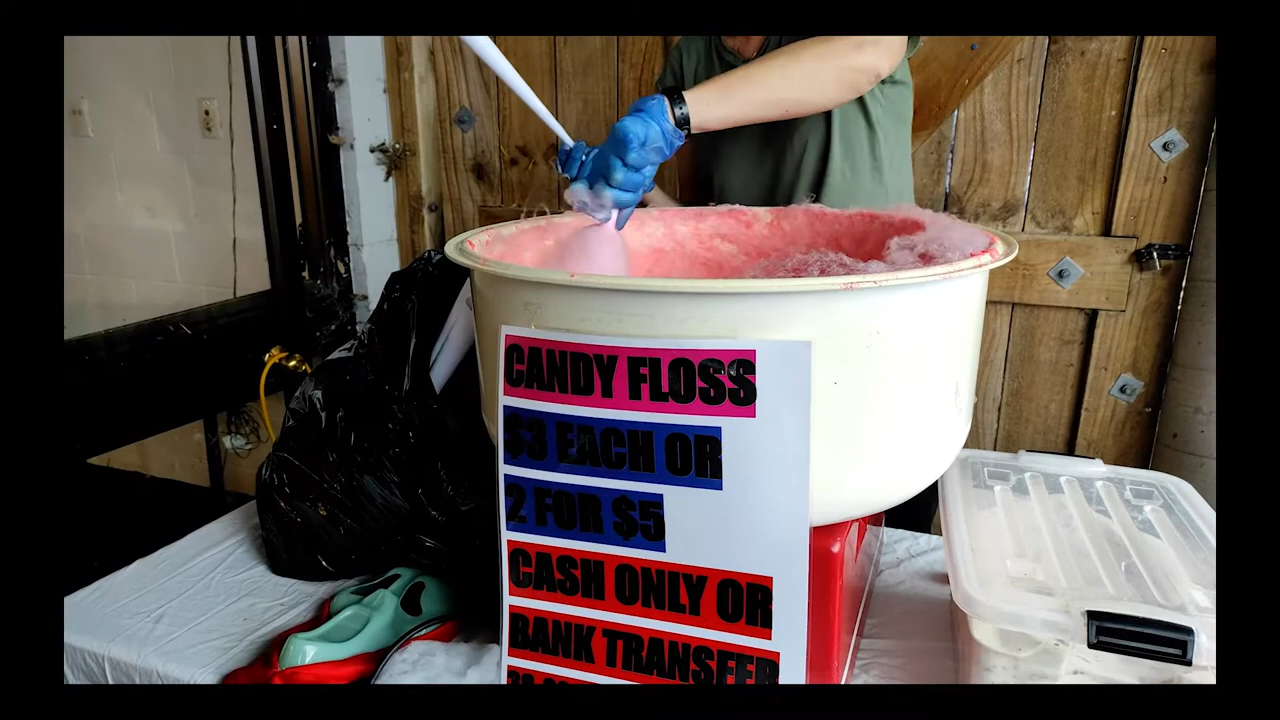 CANDY FLOSS
$3 EACH OR
2 FOR $5
CASH ONLY OR
BANK TRANSFER